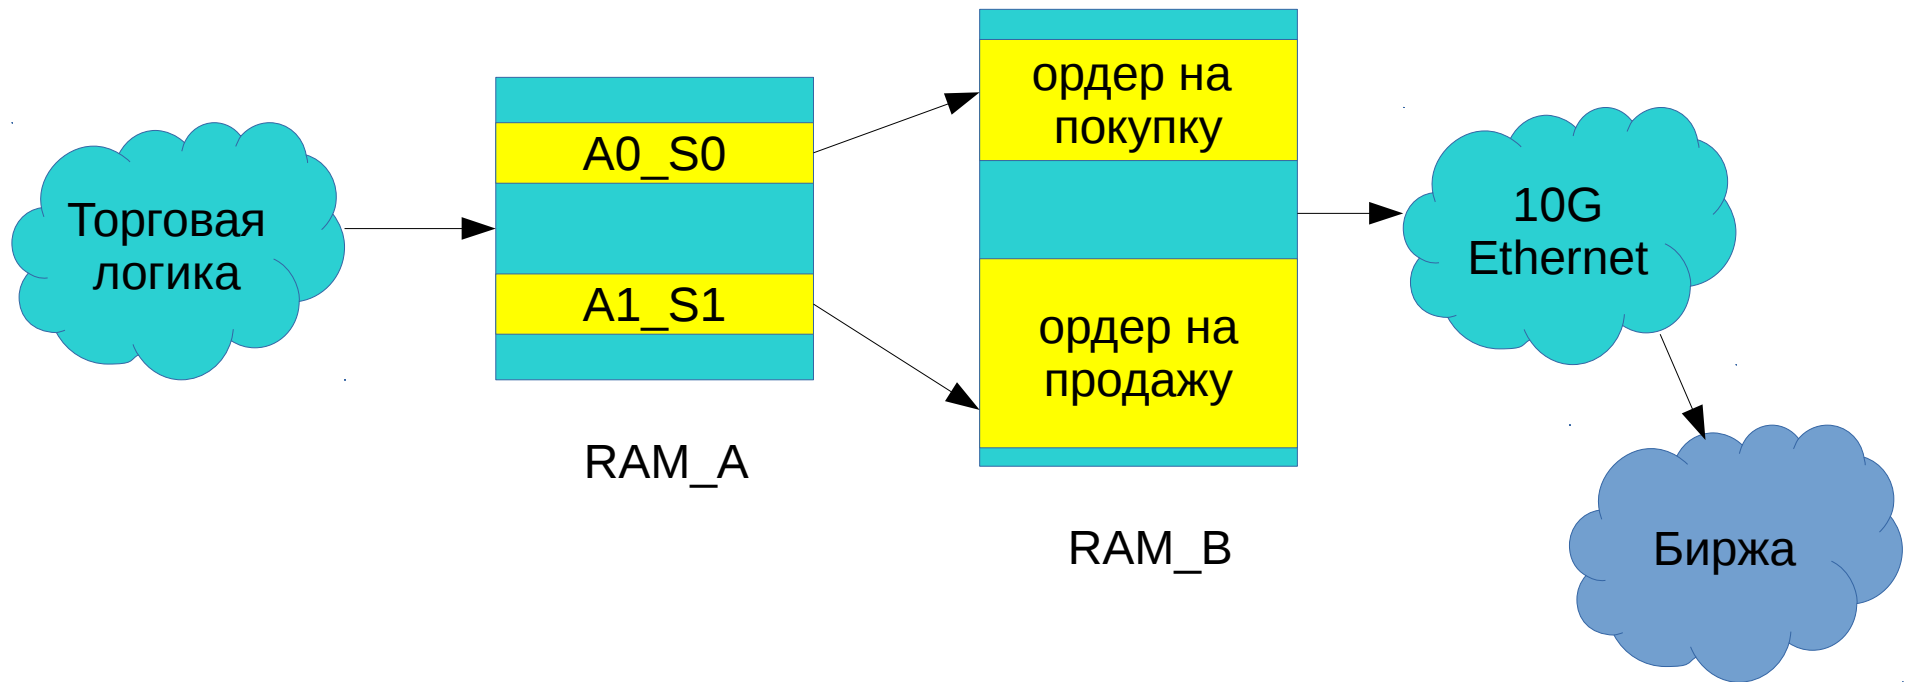 Торговая
логика
A0_S0
A1_S1
RAM_A
ордер на
покупку
ордер на
продажу
RAM_B
10G
Ethernet
Биржа